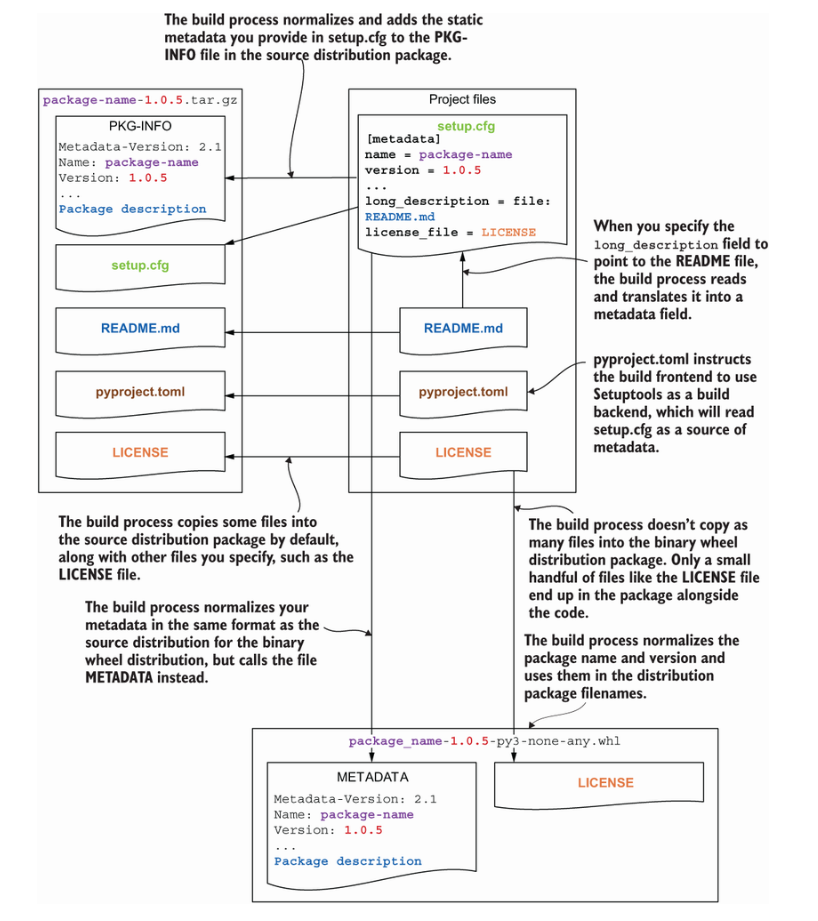 The build process normalizes and adds the static
metadata you provide in setup.cfg to the PKG-
INFO file in the source distribution package.
package-name-1.0.5.tar.gz
PKG-INFO
Metadata-Version: 2.1
Name: package-name
Version: 1.0.5
...
Package description
setup.cfg
README.md
pyproject.toml
LICENSE
Project files
setup.cfg
[metadata]
name = package-name
version = 1.0.5
...
long_description = file:
README.md
license_file = LICENSE
README.md
pyproject.toml
LICENSE
When you specify the
long_description field to
point to the README file,
the build process reads
and translates it into a
metadata field.
pyproject.toml instructs
the build frontend to use
Setuptools as a build
backend, which will read
setup.cfg as a source of
metadata.
The build process copies some files into
the source distribution package by default,
along with other files you specify, such as the
LICENSE file.
The build process doesn't copy as
many files into the binary wheel
distribution package. Only a small
handful of files like the LICENSE file
end up in the package alongside
the code.
The build process normalizes your
metadata in the same format as the
source distribution for the binary
wheel distribution, but calls the file
METADATA instead.
The build process normalizes the
package name and version and
uses them in the distribution
package filenames.
package_name-1.0.5-py3-none-any.whl
METADATA
Metadata-Version: 2.1
Name: package-name
Version: 1.0.5
...
Package description
LICENSE